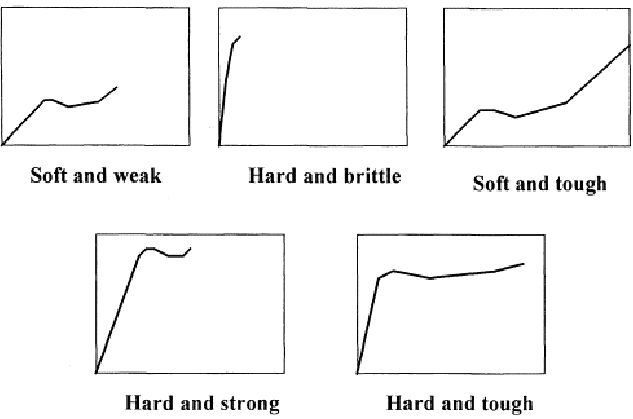 Soft and weak
Hard and brittle
Soft and tough
Hard and strong
Hard and tough